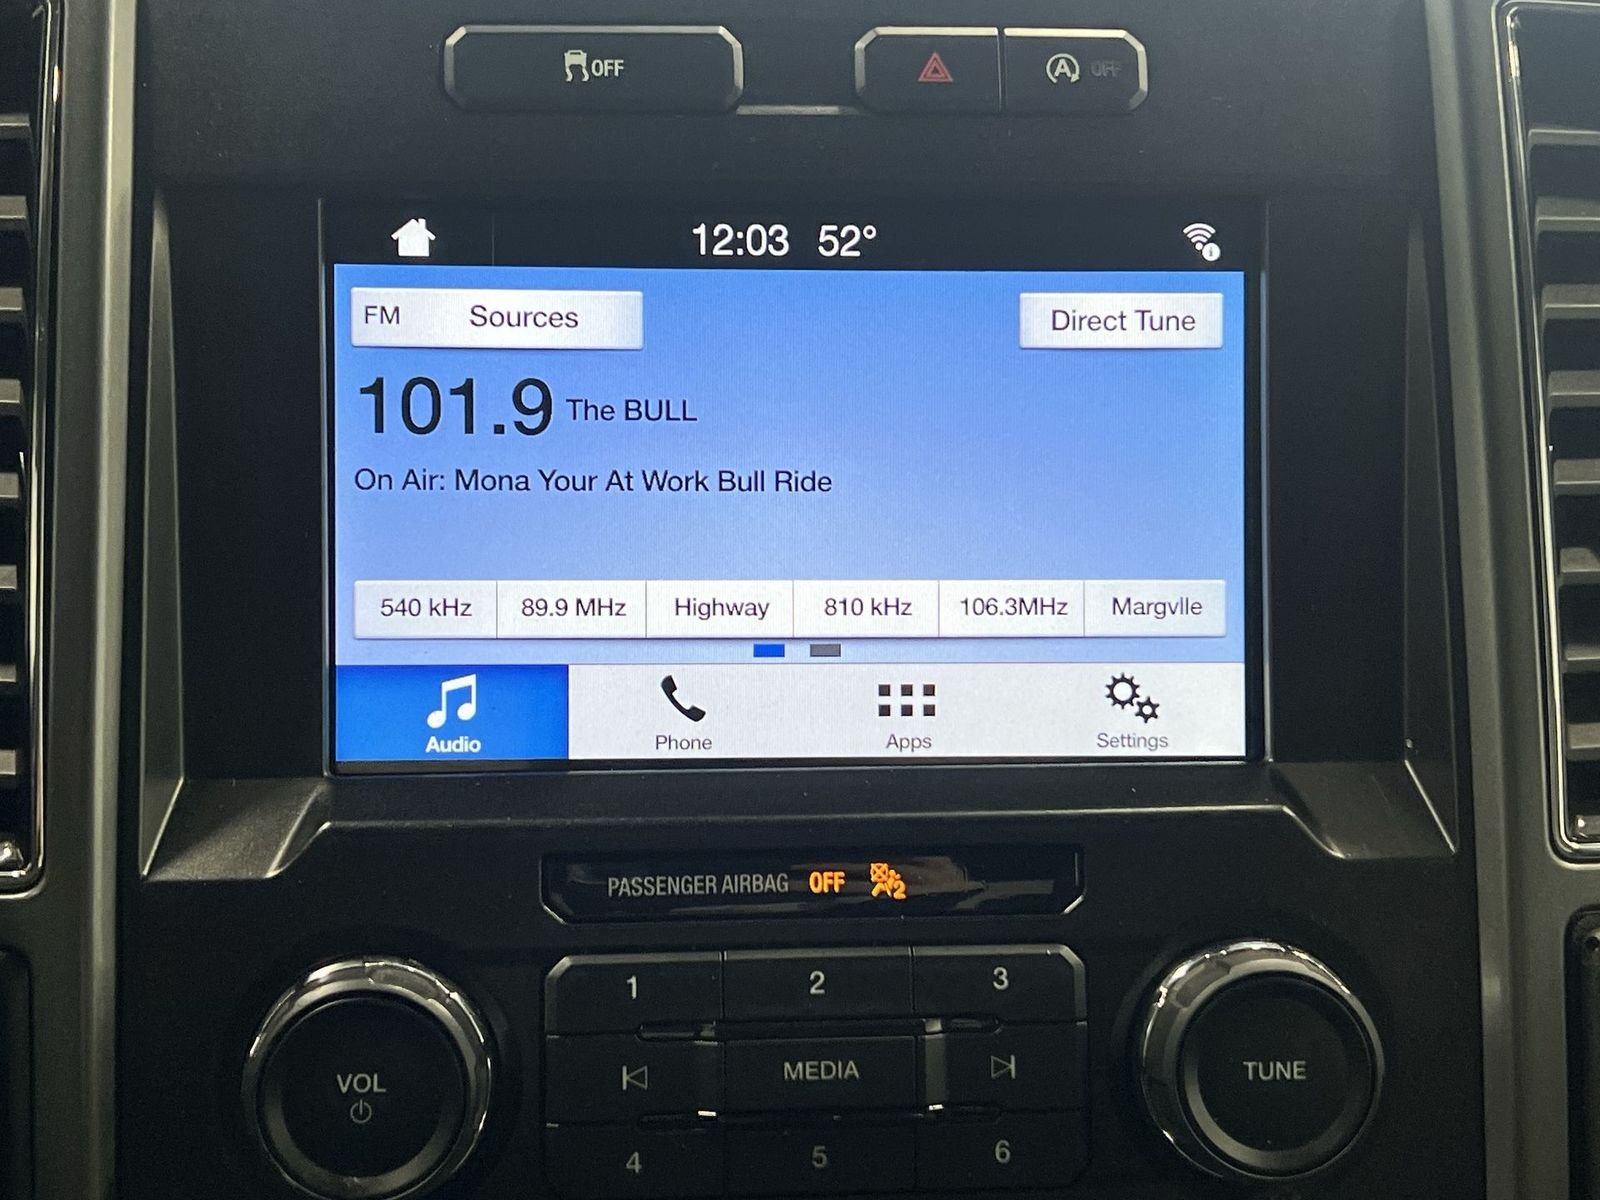 OFF
A OFF
12:03 52°
FM Sources
Direct Tune
101.9 The BULL
On Air: Mona Your At Work Bull Ride
540 kHz 89.9 MHz Highway 810 kHz 106.3MHz Margvlle
Audio Phone Apps Settings
PASSENGER AIRBAG OFF 2
1 2 3
VOL MEDIA TUNE
4 5 6